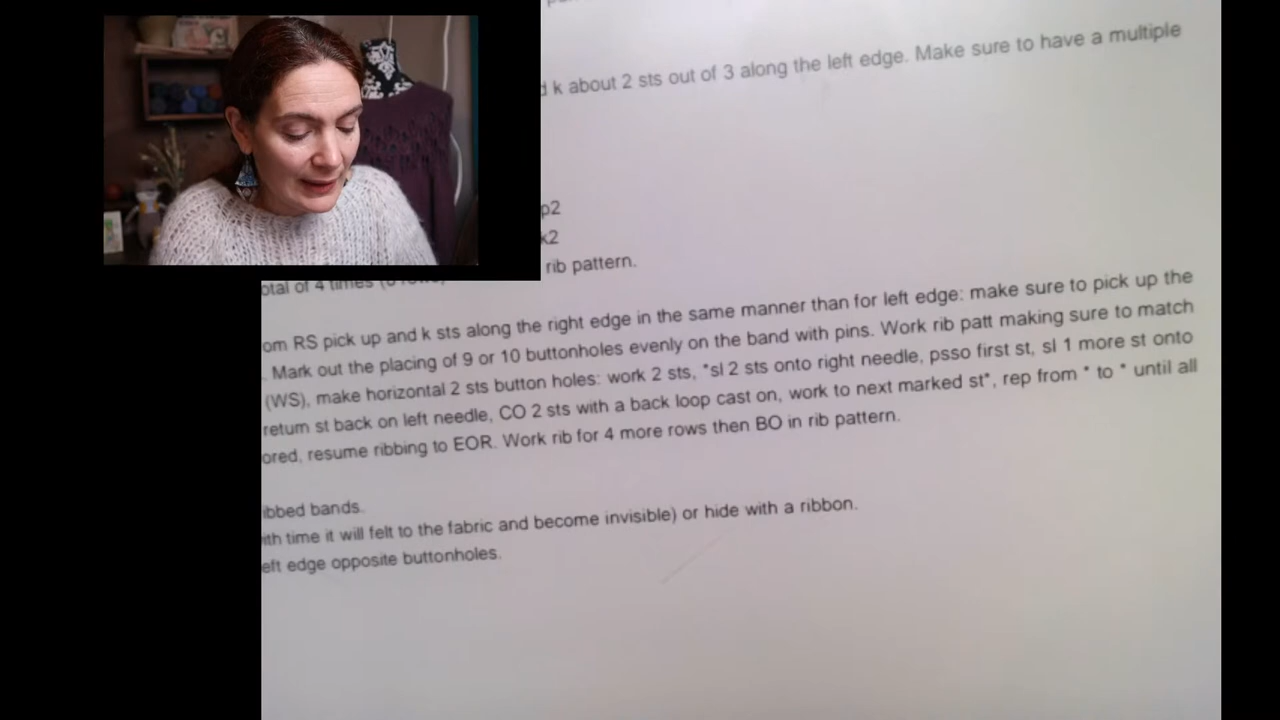 k about 2 sts out of 3 along the left edge. Make sure to have a multiple
p2
k2
rib pattern.
otal of 4 times
om RS pick up and k sts along the right edge in the same manner than for left edge: make sure to pick up the
. Mark out the placing of 9 or 10 buttonholes evenly on the band with pins. Work rib patt making sure to match
(WS), make horizontal 2 sts button holes: work 2 sts, *sl 2 sts onto right needle, psso first st, sl 1 more st onto
return st back on left needle, CO 2 sts with a back loop cast on, work to next marked st*, rep from * to * until all
ored, resume ribbing to EOR. Work rib for 4 more rows then BO in rib pattern.
ibbed bands.
ith time it will felt to the fabric and become invisible) or hide with a ribbon.
eft edge opposite buttonholes.